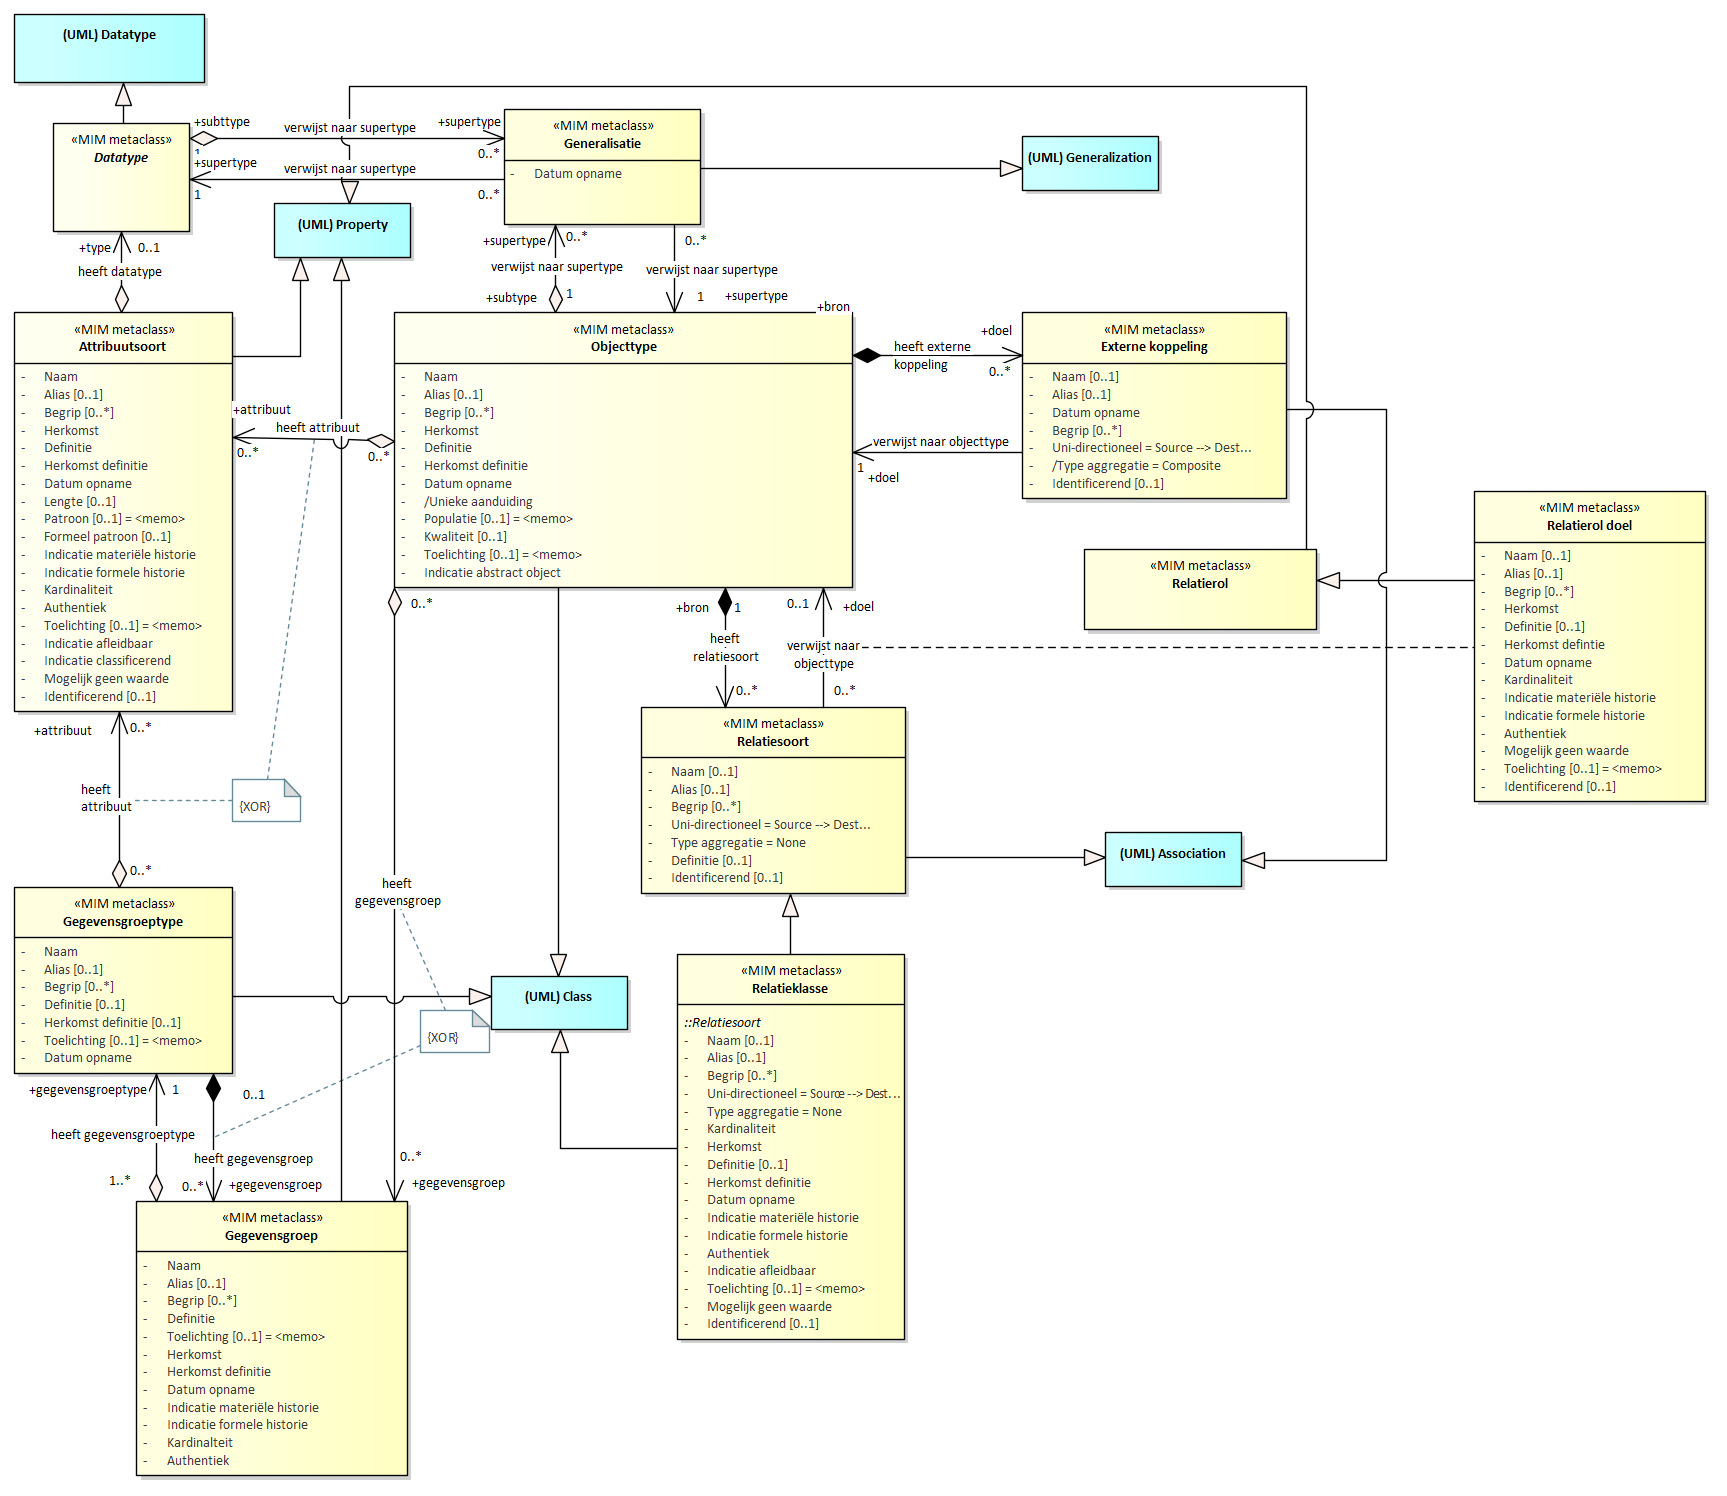 (UML) Datatype
«MIM metaclass»
Datatype
+subttype
1
verwijst naar supertype
+supertype
0..*
+supertype
1
verwijst naar supertype
0..*
«MIM metaclass»
Generalisatie
- Datum opname
(UML) Generalization
(UML) Property
+type
0..1
heeft datatype
+supertype
0..*
verwijst naar supertype
+subtype
1
0..*
verwijst naar supertype
1
+supertype
«MIM metaclass»
Attribuutsoort
- Naam
- Alias [0..1]
- Begrip [0..*]
- Herkomst
- Definitie
- Herkomst definitie
- Datum opname
- Lengte [0..1]
- Patroon [0..1] = <memo>
- Formeel patroon [0..1]
- Indicatie materiële historie
- Indicatie formele historie
- Kardinaliteit
- Authentiek
- Toelichting [0..1] = <memo>
- Indicatie afleidbaar
- Indicatie classificerend
- Mogelijk geen waarde
- Identificerend [0..1]
+attribuut
heeft attribuut
0..*
0..*
«MIM metaclass»
Objecttype
- Naam
- Alias [0..1]
- Begrip [0..*]
- Herkomst
- Definitie
- Herkomst definitie
- Datum opname
- /Unieke aanduiding
- Populatie [0..1] = <memo>
- Kwaliteit [0..1]
- Toelichting [0..1] = <memo>
- Indicatie abstract object
+bron
heeft externe
koppeling
+doel
0..*
verwijst naar objecttype
1
+doel
«MIM metaclass»
Externe koppeling
- Naam [0..1]
- Alias [0..1]
- Datum opname
- Begrip [0..*]
- Uni-directioneel = Source --> Dest...
- /Type aggregatie = Composite
- Identificerend [0..1]
«MIM metaclass»
Relatierol
«MIM metaclass»
Relatierol doel
- Naam [0..1]
- Alias [0..1]
- Begrip [0..*]
- Herkomst
- Definitie [0..1]
- Herkomst defintie
- Datum opname
- Kardinaliteit
- Indicatie materiële historie
- Indicatie formele historie
- Authentiek
- Mogelijk geen waarde
- Toelichting [0..1] = <memo>
- Identificerend [0..1]
0..*
+bron
1
heeft
relatiesoort
0..*
0..1
+doel
verwijst naar
objecttype
0..*
«MIM metaclass»
Relatiesoort
- Naam [0..1]
- Alias [0..1]
- Begrip [0..*]
- Uni-directioneel = Source --> Dest...
- Type aggregatie = None
- Definitie [0..1]
- Identificerend [0..1]
(UML) Association
+attribuut
0..*
heeft
attribuut
{XOR}
0..*
«MIM metaclass»
Gegevensgroeptype
- Naam
- Alias [0..1]
- Begrip [0..*]
- Definitie [0..1]
- Herkomst definitie [0..1]
- Toelichting [0..1] = <memo>
- Datum opname
heeft
gegevensgroep
(UML) Class
{XOR}
«MIM metaclass»
Relatieklasse
::Relatiesoort
- Naam [0..1]
- Alias [0..1]
- Begrip [0..*]
- Uni-directioneel = Source --> Dest...
- Type aggregatie = None
- Kardinaliteit
- Herkomst
- Definitie [0..1]
- Herkomst definitie
- Datum opname
- Indicatie materiële historie
- Indicatie formele historie
- Authentiek
- Indicatie afleidbaar
- Toelichting [0..1] = <memo>
- Mogelijk geen waarde
- Identificerend [0..1]
+gegevensgroeptype
1
heeft gegevensgroeptype
1..*
0..1
heeft gegevensgroep
0..*
+gegevensgroep
0..*
+gegevensgroep
«MIM metaclass»
Gegevensgroep
- Naam
- Alias [0..1]
- Begrip [0..*]
- Definitie
- Toelichting [0..1] = <memo>
- Herkomst
- Herkomst definitie
- Datum opname
- Indicatie materiële historie
- Indicatie formele historie
- Kardinalteit
- Authentiek